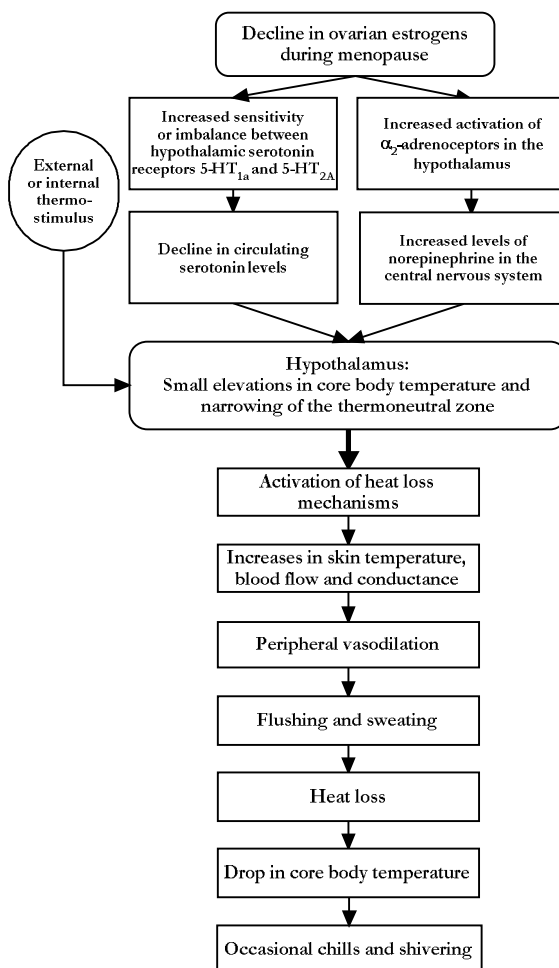 Decline in ovarian estrogens
during menopause
Increased sensitivity
or imbalance between
hypothalamic serotonin
receptors 5-HT1a and 5-HT2A
Increased activation of
α2-adrenoceptors in the
hypothalamus
External
or internal
thermo-
stimulus
Decline in circulating
serotonin levels
Increased levels of
norepinephrine in the
central nervous system
Hypothalamus:
Small elevations in core body temperature and
narrowing of the thermoneutral zone
Activation of heat loss
mechanisms
Increases in skin temperature,
blood flow and conductance
Peripheral vasodilation
Flushing and sweating
Heat loss
Drop in core body temperature
Occasional chills and shivering